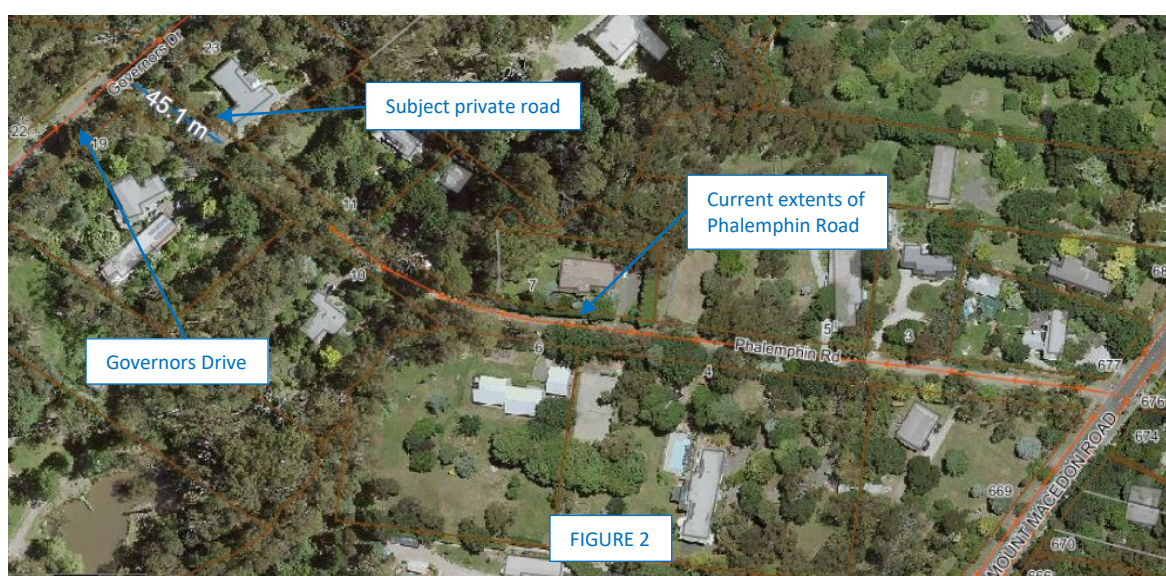 Governors Dr
23
45.1 m
Subject private road
22
19
11
Current extents of
Phalemphin Road
10
7
Governors Drive
6
Phalemphin Rd
5
3
4
677
676
674
669
MOUNT MACEDON ROAD
670
FIGURE 2